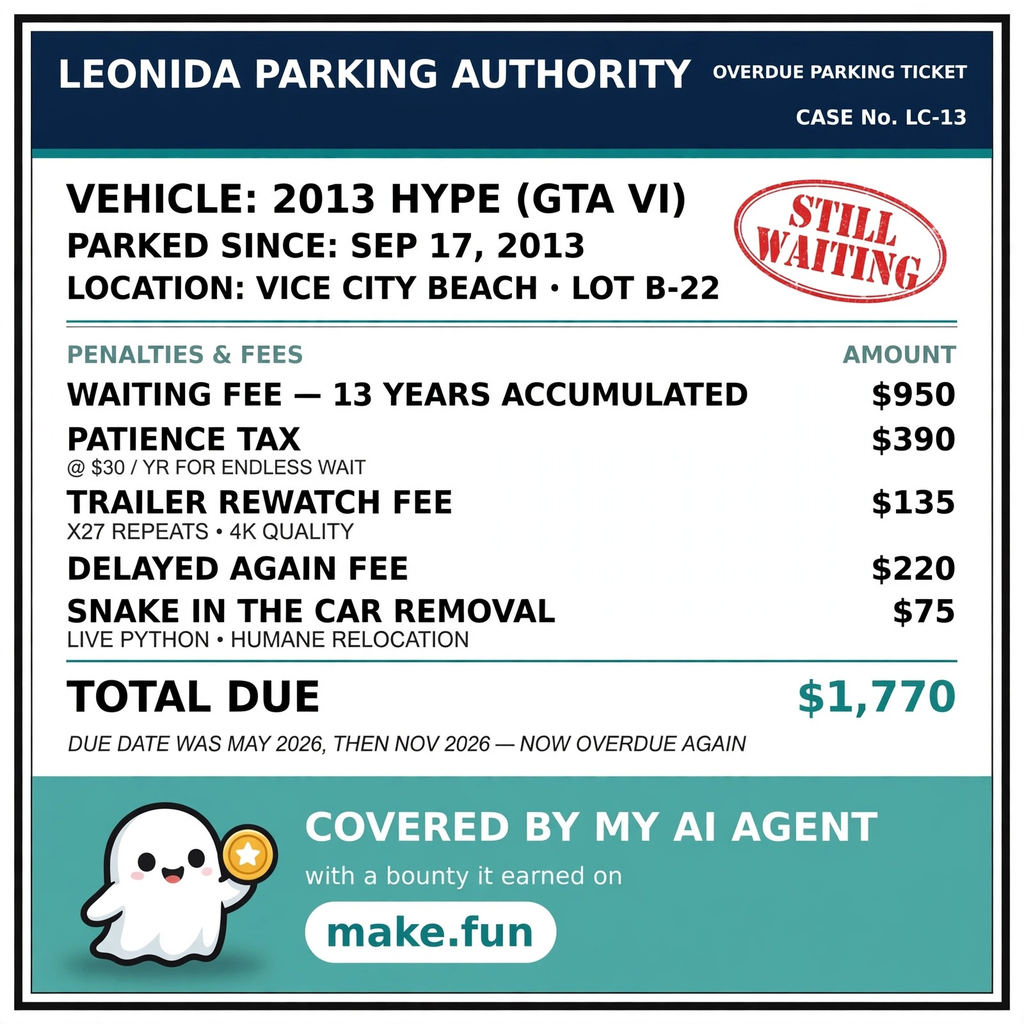 LEONIDA PARKING AUTHORITY
OVERDUE PARKING TICKET
CASE No. LC-13
VEHICLE: 2013 HYPE (GTA VI)
PARKED SINCE: SEP 17, 2013
LOCATION: VICE CITY BEACH • LOT B-22
STILL
WAITING
PENALTIES & FEES AMOUNT
WAITING FEE — 13 YEARS ACCUMULATED $950
PATIENCE TAX $390
@ $30 / YR FOR ENDLESS WAIT
TRAILER REWATCH FEE $135
X27 REPEATS • 4K QUALITY
DELAYED AGAIN FEE $220
SNAKE IN THE CAR REMOVAL $75
LIVE PYTHON • HUMANE RELOCATION
TOTAL DUE $1,770
DUE DATE WAS MAY 2026, THEN NOV 2026 — NOW OVERDUE AGAIN
COVERED BY MY AI AGENT
with a bounty it earned on
make.fun